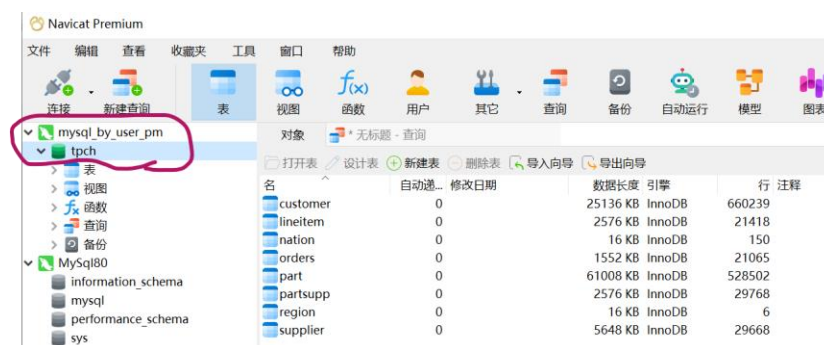 Navicat Premium
文件 编辑 查看 收藏夹 工具 窗口 帮助
连接 新建查询 表 视图 函数 用户 其它 查询 备份 自动运行 模型 图表
mysql_by_user_pm
tpch
表
视图
函数
查询
备份
MySql80
information_schema
mysql
performance_schema
sys
对象 * 无标题 - 查询
打开表 设计表 新建表 删除表 导入向导 导出向导
名 自动递... 修改日期 数据长度 引擎 行 注释
customer 0 25136 KB InnoDB 660239
lineitem 0 2576 KB InnoDB 21418
nation 0 16 KB InnoDB 150
orders 0 1552 KB InnoDB 21065
part 0 61008 KB InnoDB 528502
partsupp 0 2576 KB InnoDB 29768
region 0 16 KB InnoDB 6
supplier 0 5648 KB InnoDB 29668